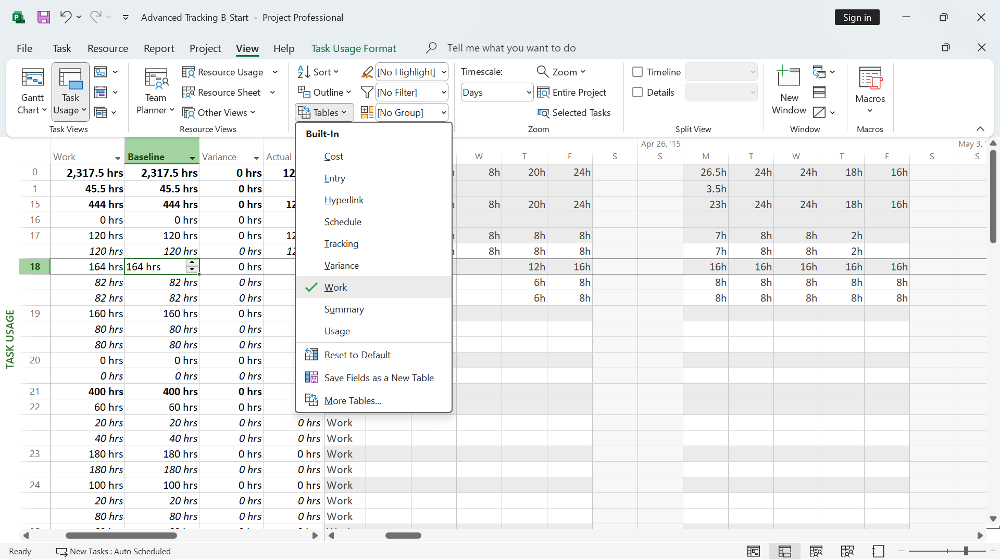 Advanced Tracking B_Start - Project Professional
Sign in
File Task Resource Report Project View Help Task Usage Format Tell me what you want to do
Gantt Chart
Task Usage
Task Views
Team Planner
Resource Usage
Resource Sheet
Other Views
Resource Views
Sort
Outline
Tables
[No Highlight]
[No Filter]
[No Group]
Timescale:
Days
Zoom
Entire Project
Selected Tasks
Zoom
Timeline
Details
Split View
New Window
Window
Macros
Macros
Built-In
Cost
Entry
Hyperlink
Schedule
Tracking
Variance
Work
Summary
Usage
Reset to Default
Save Fields as a New Table
More Tables...
Apr 26, '15 May 3, '
Work Baseline Variance Actual W T F S S M T W T F S S
0 2,317.5 hrs 2,317.5 hrs 0 hrs 12 8h 20h 24h 26.5h 24h 24h 18h 16h
1 45.5 hrs 45.5 hrs 0 hrs 3.5h
15 444 hrs 444 hrs 0 hrs 12 8h 20h 24h 23h 24h 24h 18h 16h
16 0 hrs 0 hrs 0 hrs
17 120 hrs 120 hrs 0 hrs 12 8h 8h 8h 7h 8h 8h 2h
120 hrs 120 hrs 0 hrs 12 8h 8h 8h 7h 8h 8h 2h
18 164 hrs 164 hrs 0 hrs 12h 16h 16h 16h 16h 16h 16h
82 hrs 82 hrs 0 hrs 6h 8h 8h 8h 8h 8h 8h
82 hrs 82 hrs 0 hrs 6h 8h 8h 8h 8h 8h 8h
19 160 hrs 160 hrs 0 hrs
80 hrs 80 hrs 0 hrs
80 hrs 80 hrs 0 hrs
20 0 hrs 0 hrs 0 hrs
0 hrs 0 hrs 0 hrs
21 400 hrs 400 hrs 0 hrs
22 60 hrs 60 hrs 0 hrs
20 hrs 20 hrs 0 hrs 0 hrs Work
40 hrs 40 hrs 0 hrs 0 hrs Work
23 180 hrs 180 hrs 0 hrs 0 hrs Work
180 hrs 180 hrs 0 hrs 0 hrs Work
24 100 hrs 100 hrs 0 hrs 0 hrs Work
20 hrs 20 hrs 0 hrs 0 hrs Work
80 hrs 80 hrs 0 hrs 0 hrs Work
TASK USAGE
Ready New Tasks : Auto Scheduled